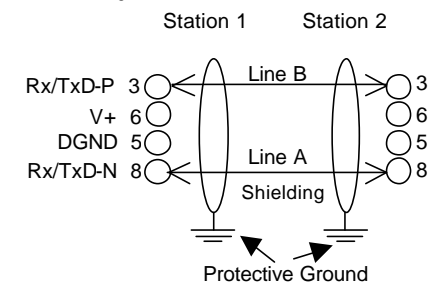 Station 1 Station 2
Rx/TxD-P 3 Line B 3
V+ 6 6
DGND 5 5
Rx/TxD-N 8 Line A 8
Shielding
Protective Ground